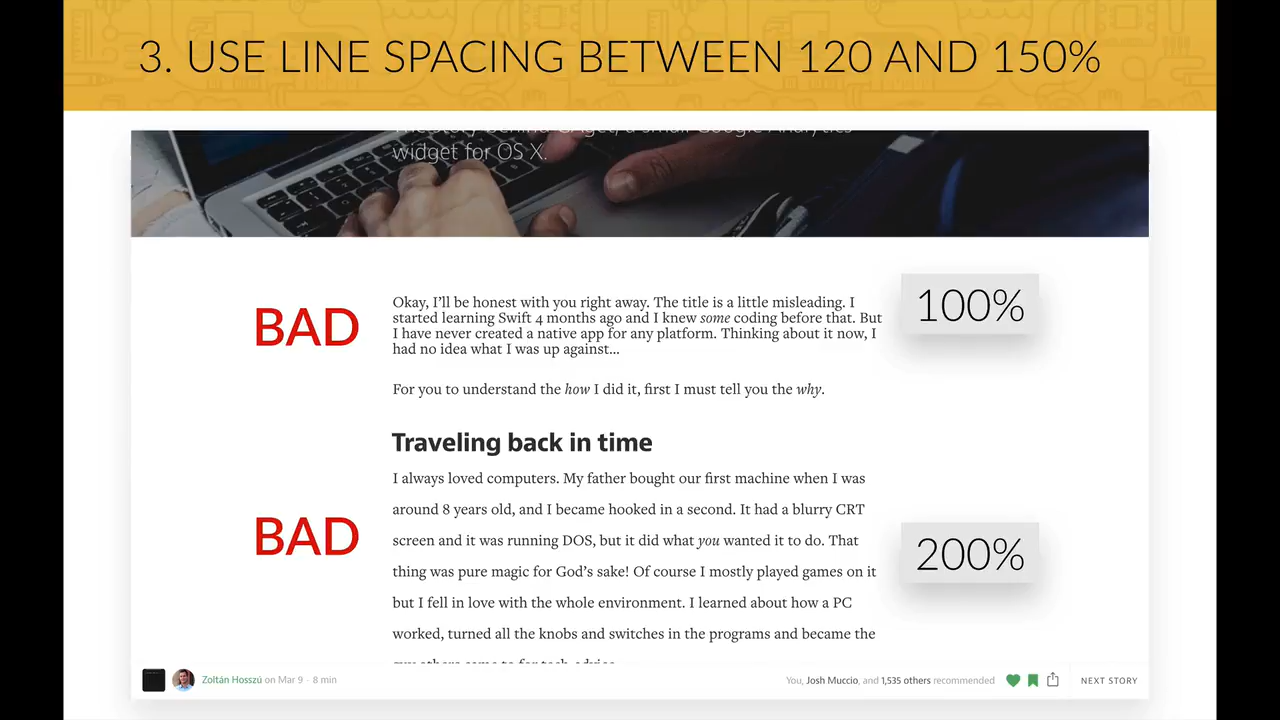 3. USE LINE SPACING BETWEEN 120 AND 150%
The story behind GAget, a small Google Analytics
widget for OS X.
BAD
Okay, I’ll be honest with you right away. The title is a little misleading. I
started learning Swift 4 months ago and I knew some coding before that. But
I have never created a native app for any platform. Thinking about it now, I
had no idea what I was up against...
100%
For you to understand the how I did it, first I must tell you the why.
Traveling back in time
BAD
I always loved computers. My father bought our first machine when I was
around 8 years old, and I became hooked in a second. It had a blurry CRT
screen and it was running DOS, but it did what you wanted it to do. That
thing was pure magic for God’s sake! Of course I mostly played games on it
but I fell in love with the whole environment. I learned about how a PC
worked, turned all the knobs and switches in the programs and became the
200%
Zoltán Hosszú on Mar 9 · 8 min
You, Josh Muccio, and 1,535 others recommended
NEXT STORY